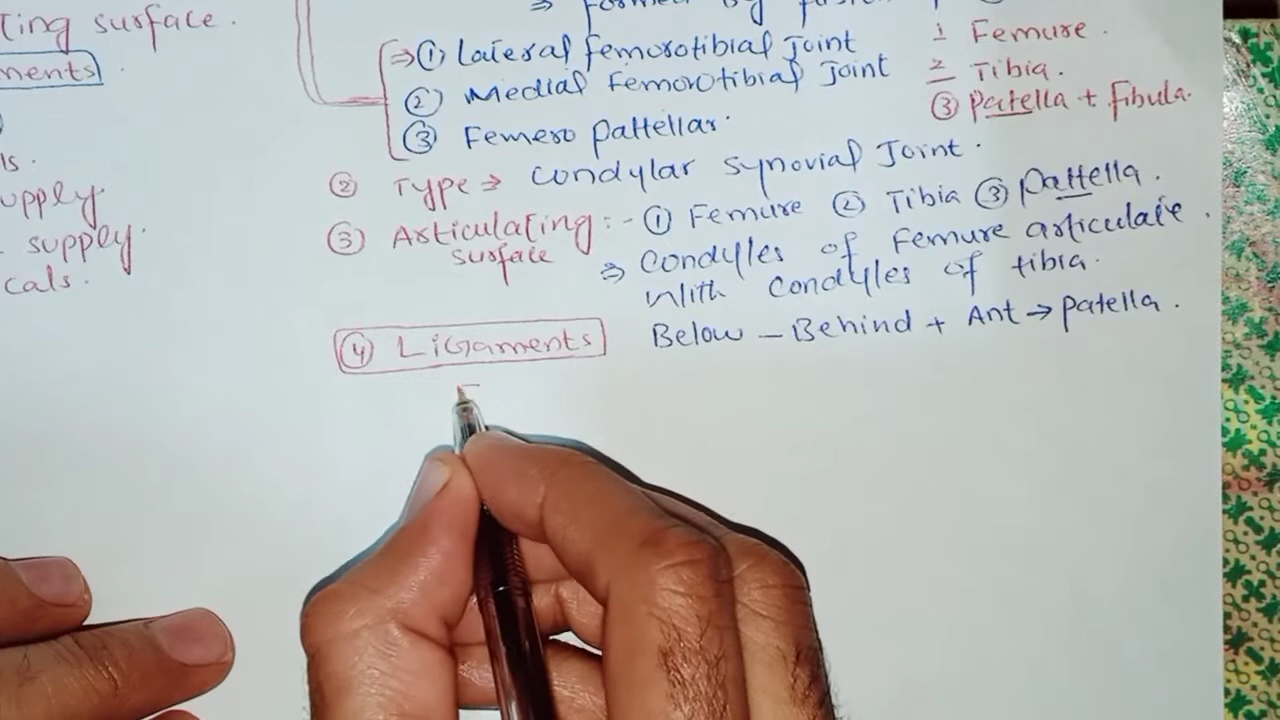 ting surface.
⇒ formed by
ments
⇒ ① Lateral femorotibial Joint
② Medial Femorotibial Joint
③ Femero pattellar.
1 Femure.
2 Tibia.
③ Patella + Fibula.
ls.
upply
supply.
cals.
② Type ⇒ Condylar Synovial Joint.
③ Articulating surface :- ① Femure ② Tibia ③ Pattella.
⇒ Condyles of Femure articulate
With Condyles of tibia.
Below - Behind + Ant → Patella.
④ Ligaments